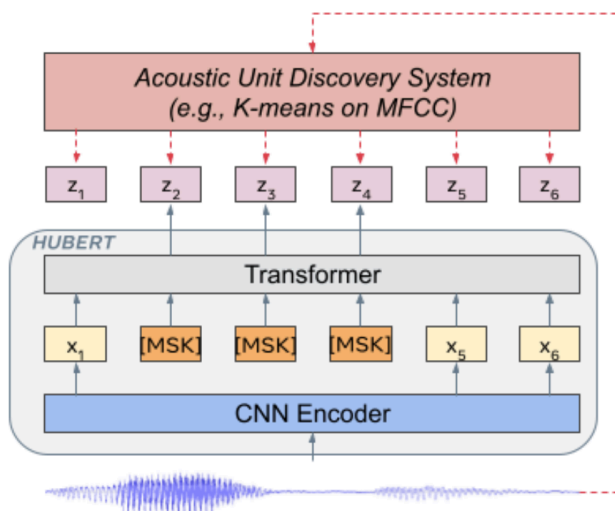 Acoustic Unit Discovery System
(e.g., K-means on MFCC)
z1 z2 z3 z4 z5 z6
HUBERT
Transformer
x1 [MSK] [MSK] [MSK] x5 x6
CNN Encoder